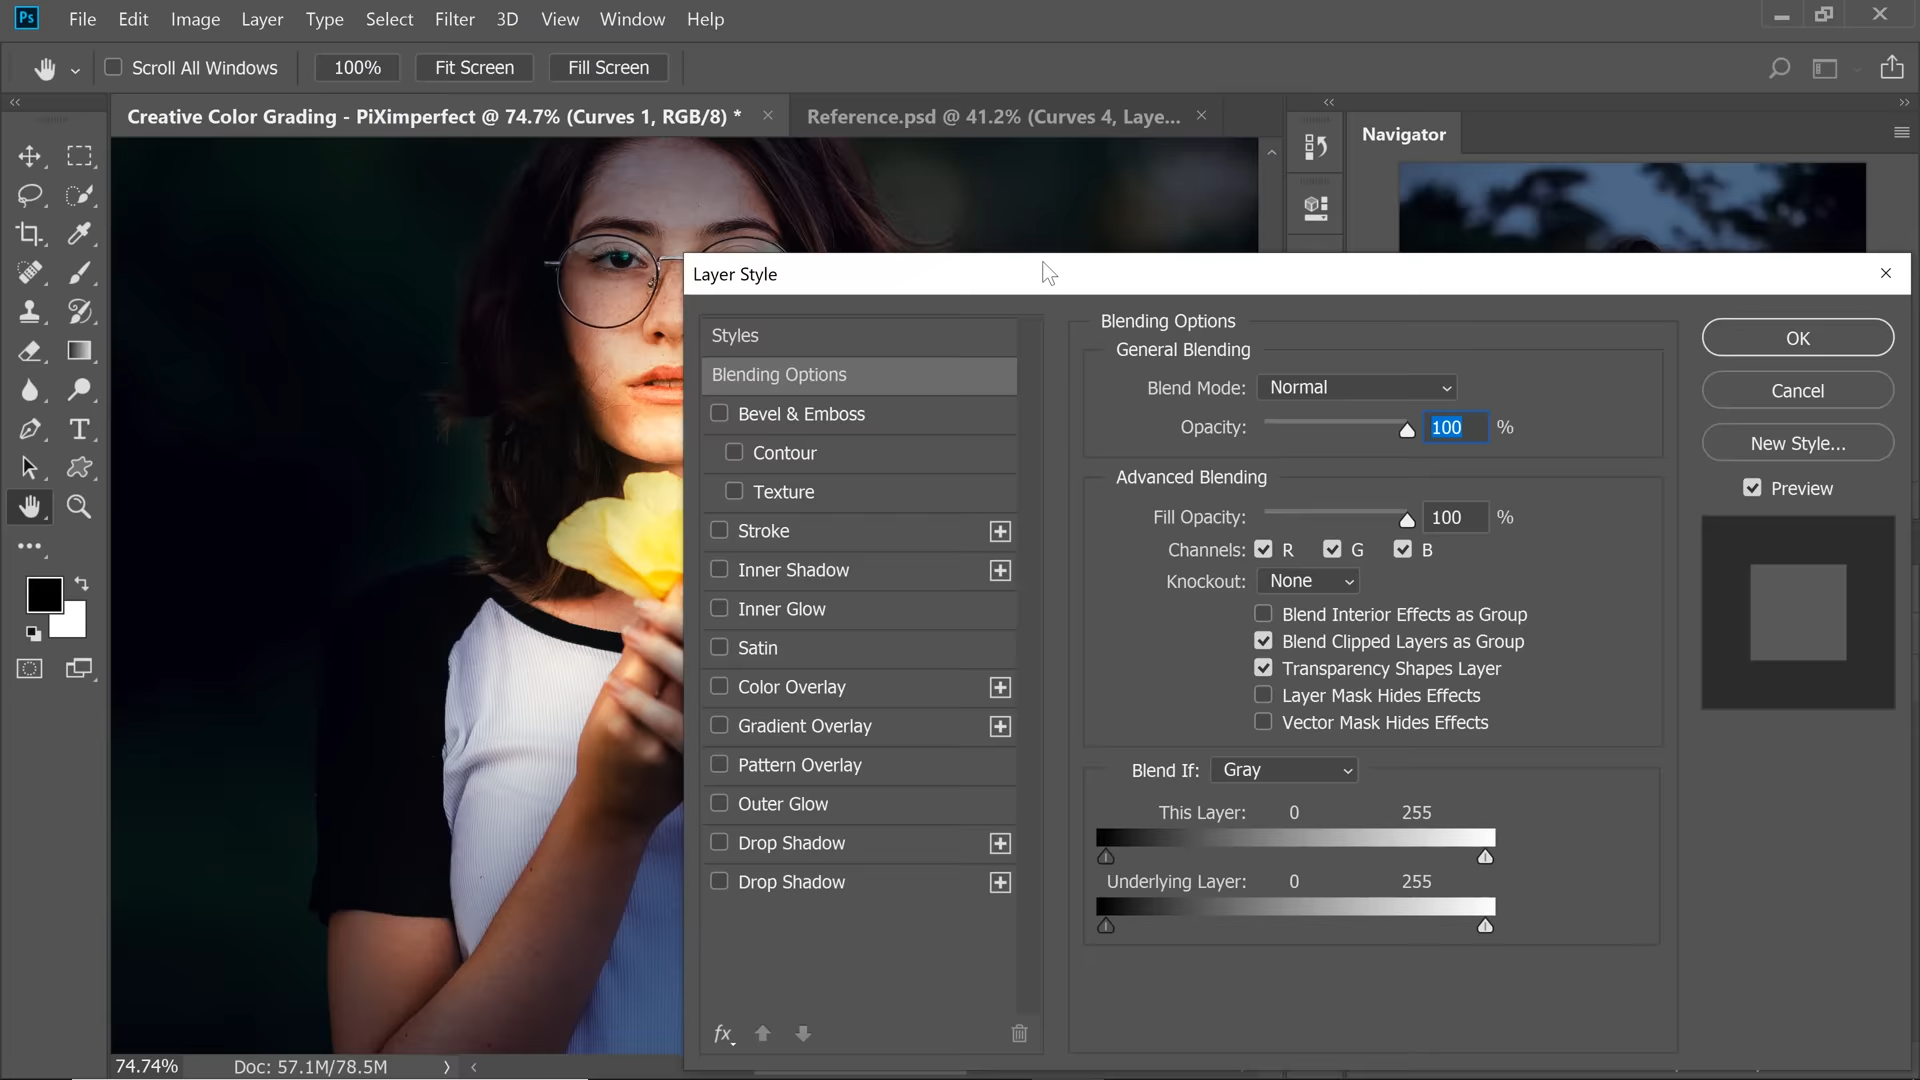 Ps File Edit Image Layer Type Select Filter 3D View Window Help
Scroll All Windows 100% Fit Screen Fill Screen
Creative Color Grading - PiXimperfect @ 74.7% (Curves 1, RGB/8) * Reference.psd @ 41.2% (Curves 4, Laye...
Navigator
Layer Style
Styles
Blending Options
Bevel & Emboss
Contour
Texture
Stroke
Inner Shadow
Inner Glow
Satin
Color Overlay
Gradient Overlay
Pattern Overlay
Outer Glow
Drop Shadow
Drop Shadow
fx
Blending Options
General Blending
Blend Mode: Normal
Opacity: 100 %
Advanced Blending
Fill Opacity: 100 %
Channels: R G B
Knockout: None
Blend Interior Effects as Group
Blend Clipped Layers as Group
Transparency Shapes Layer
Layer Mask Hides Effects
Vector Mask Hides Effects
Blend If: Gray
This Layer: 0 255
Underlying Layer: 0 255
OK
Cancel
New Style...
Preview
74.74% Doc: 57.1M/78.5M